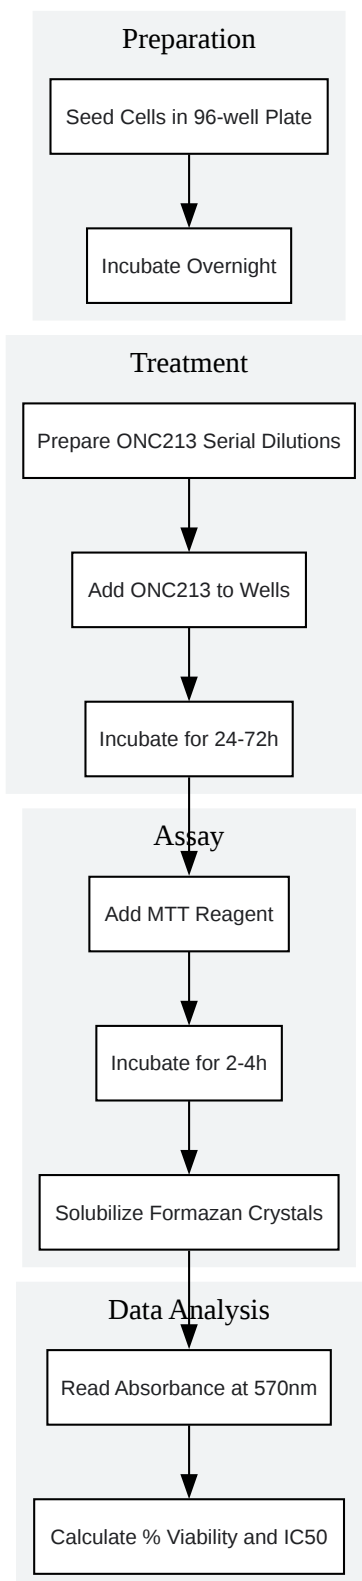 Preparation
Seed Cells in 96-well Plate
Incubate Overnight
Treatment
Prepare ONC213 Serial Dilutions
Add ONC213 to Wells
Incubate for 24-72h
Assay
Add MTT Reagent
Incubate for 2-4h
Solubilize Formazan Crystals
Data Analysis
Read Absorbance at 570nm
Calculate % Viability and IC50